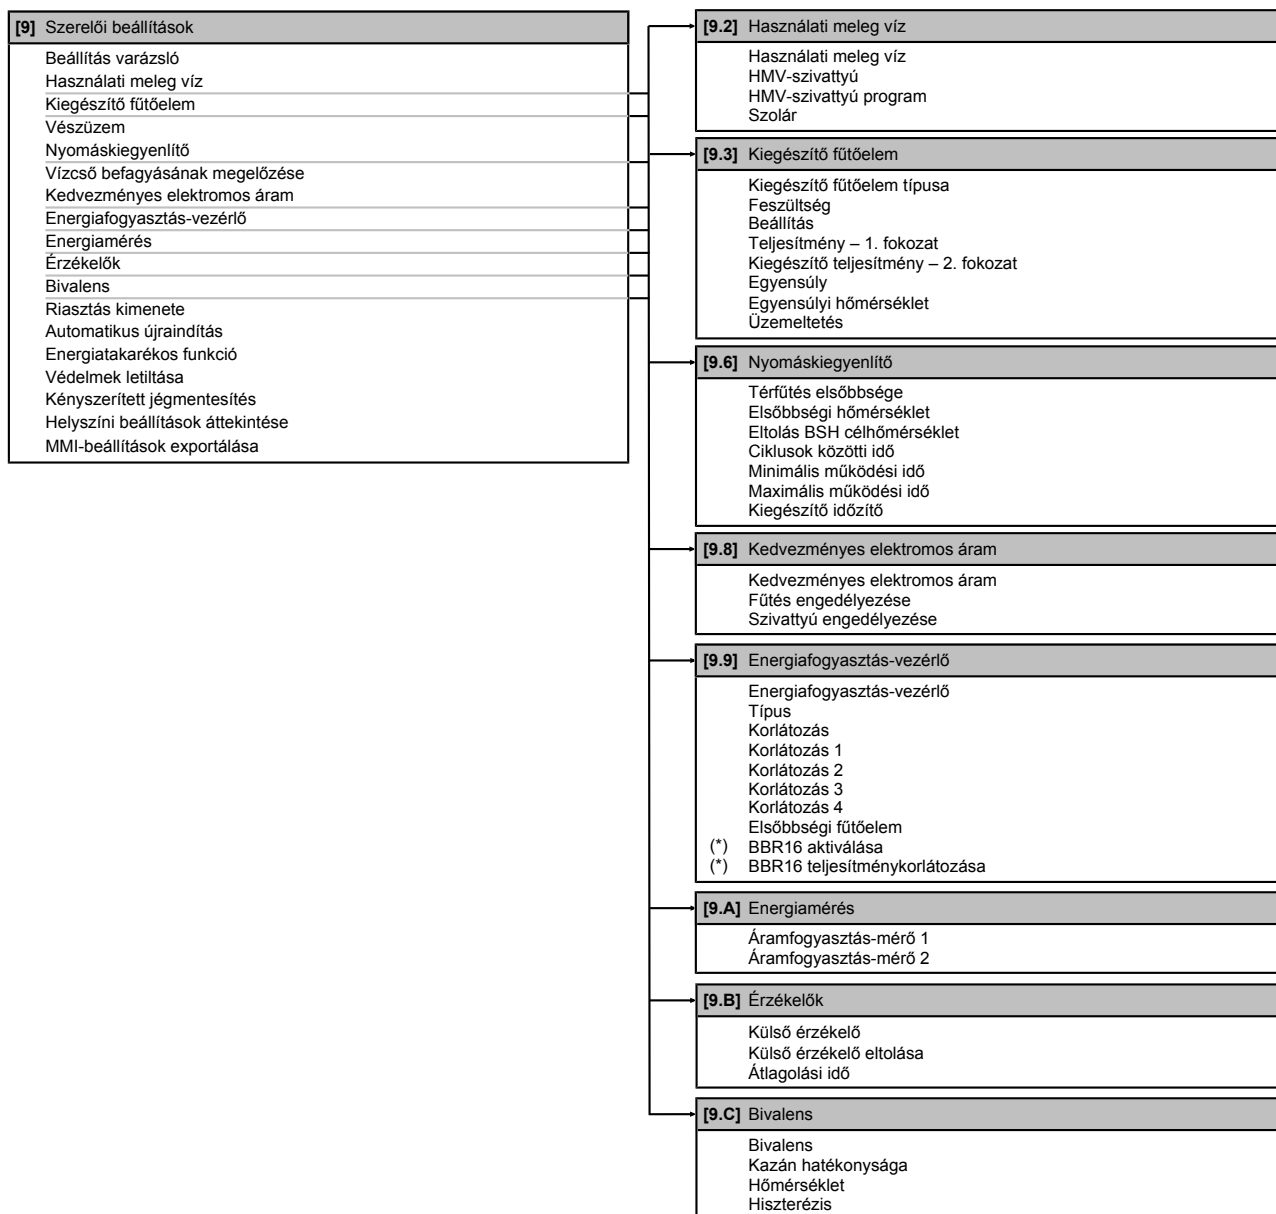 [9] Szerelői beállítások
Beállítás varázsló
Használati meleg víz
Kiegészítő fűtőelem
Vészüzem
Nyomáskiegyenlítő
Vízcső befagyásának megelőzése
Kedvezményes elektromos áram
Energiafogyasztás-vezérlő
Energiamérés
Érzékelők
Bivalens
Riasztás kimenete
Automatikus újraindítás
Energiatakarékos funkció
Védelmek letiltása
Kényszerített jégmentesítés
Helyszíni beállítások áttekintése
MMI-beállítások exportálása
[9.2] Használati meleg víz
Használati meleg víz
HMV-szivattyú
HMV-szivattyú program
Szolár
[9.3] Kiegészítő fűtőelem
Kiegészítő fűtőelem típusa
Feszültség
Beállítás
Teljesítmény – 1. fokozat
Kiegészítő teljesítmény – 2. fokozat
Egyensúly
Egyensúlyi hőmérséklet
Üzemeltetés
[9.6] Nyomáskiegyenlítő
Térfűtés elsőbbsége
Elsőbbségi hőmérséklet
Eltolás BSH célhőmérséklet
Ciklusok közötti idő
Minimális működési idő
Maximális működési idő
Kiegészítő időzítő
[9.8] Kedvezményes elektromos áram
Kedvezményes elektromos áram
Fűtés engedélyezése
Szivattyú engedélyezése
[9.9] Energiafogyasztás-vezérlő
Energiafogyasztás-vezérlő
Típus
Korlátozás
Korlátozás 1
Korlátozás 2
Korlátozás 3
Korlátozás 4
Elsőbbségi fűtőelem
(*) BBR16 aktiválása
(*) BBR16 teljesítménykorlátozása
[9.A] Energiamérés
Áramfogyasztás-mérő 1
Áramfogyasztás-mérő 2
[9.B] Érzékelők
Külső érzékelő
Külső érzékelő eltolása
Átlagolási idő
[9.C] Bivalens
Bivalens
Kazán hatékonysága
Hőmérséklet
Hiszterézis